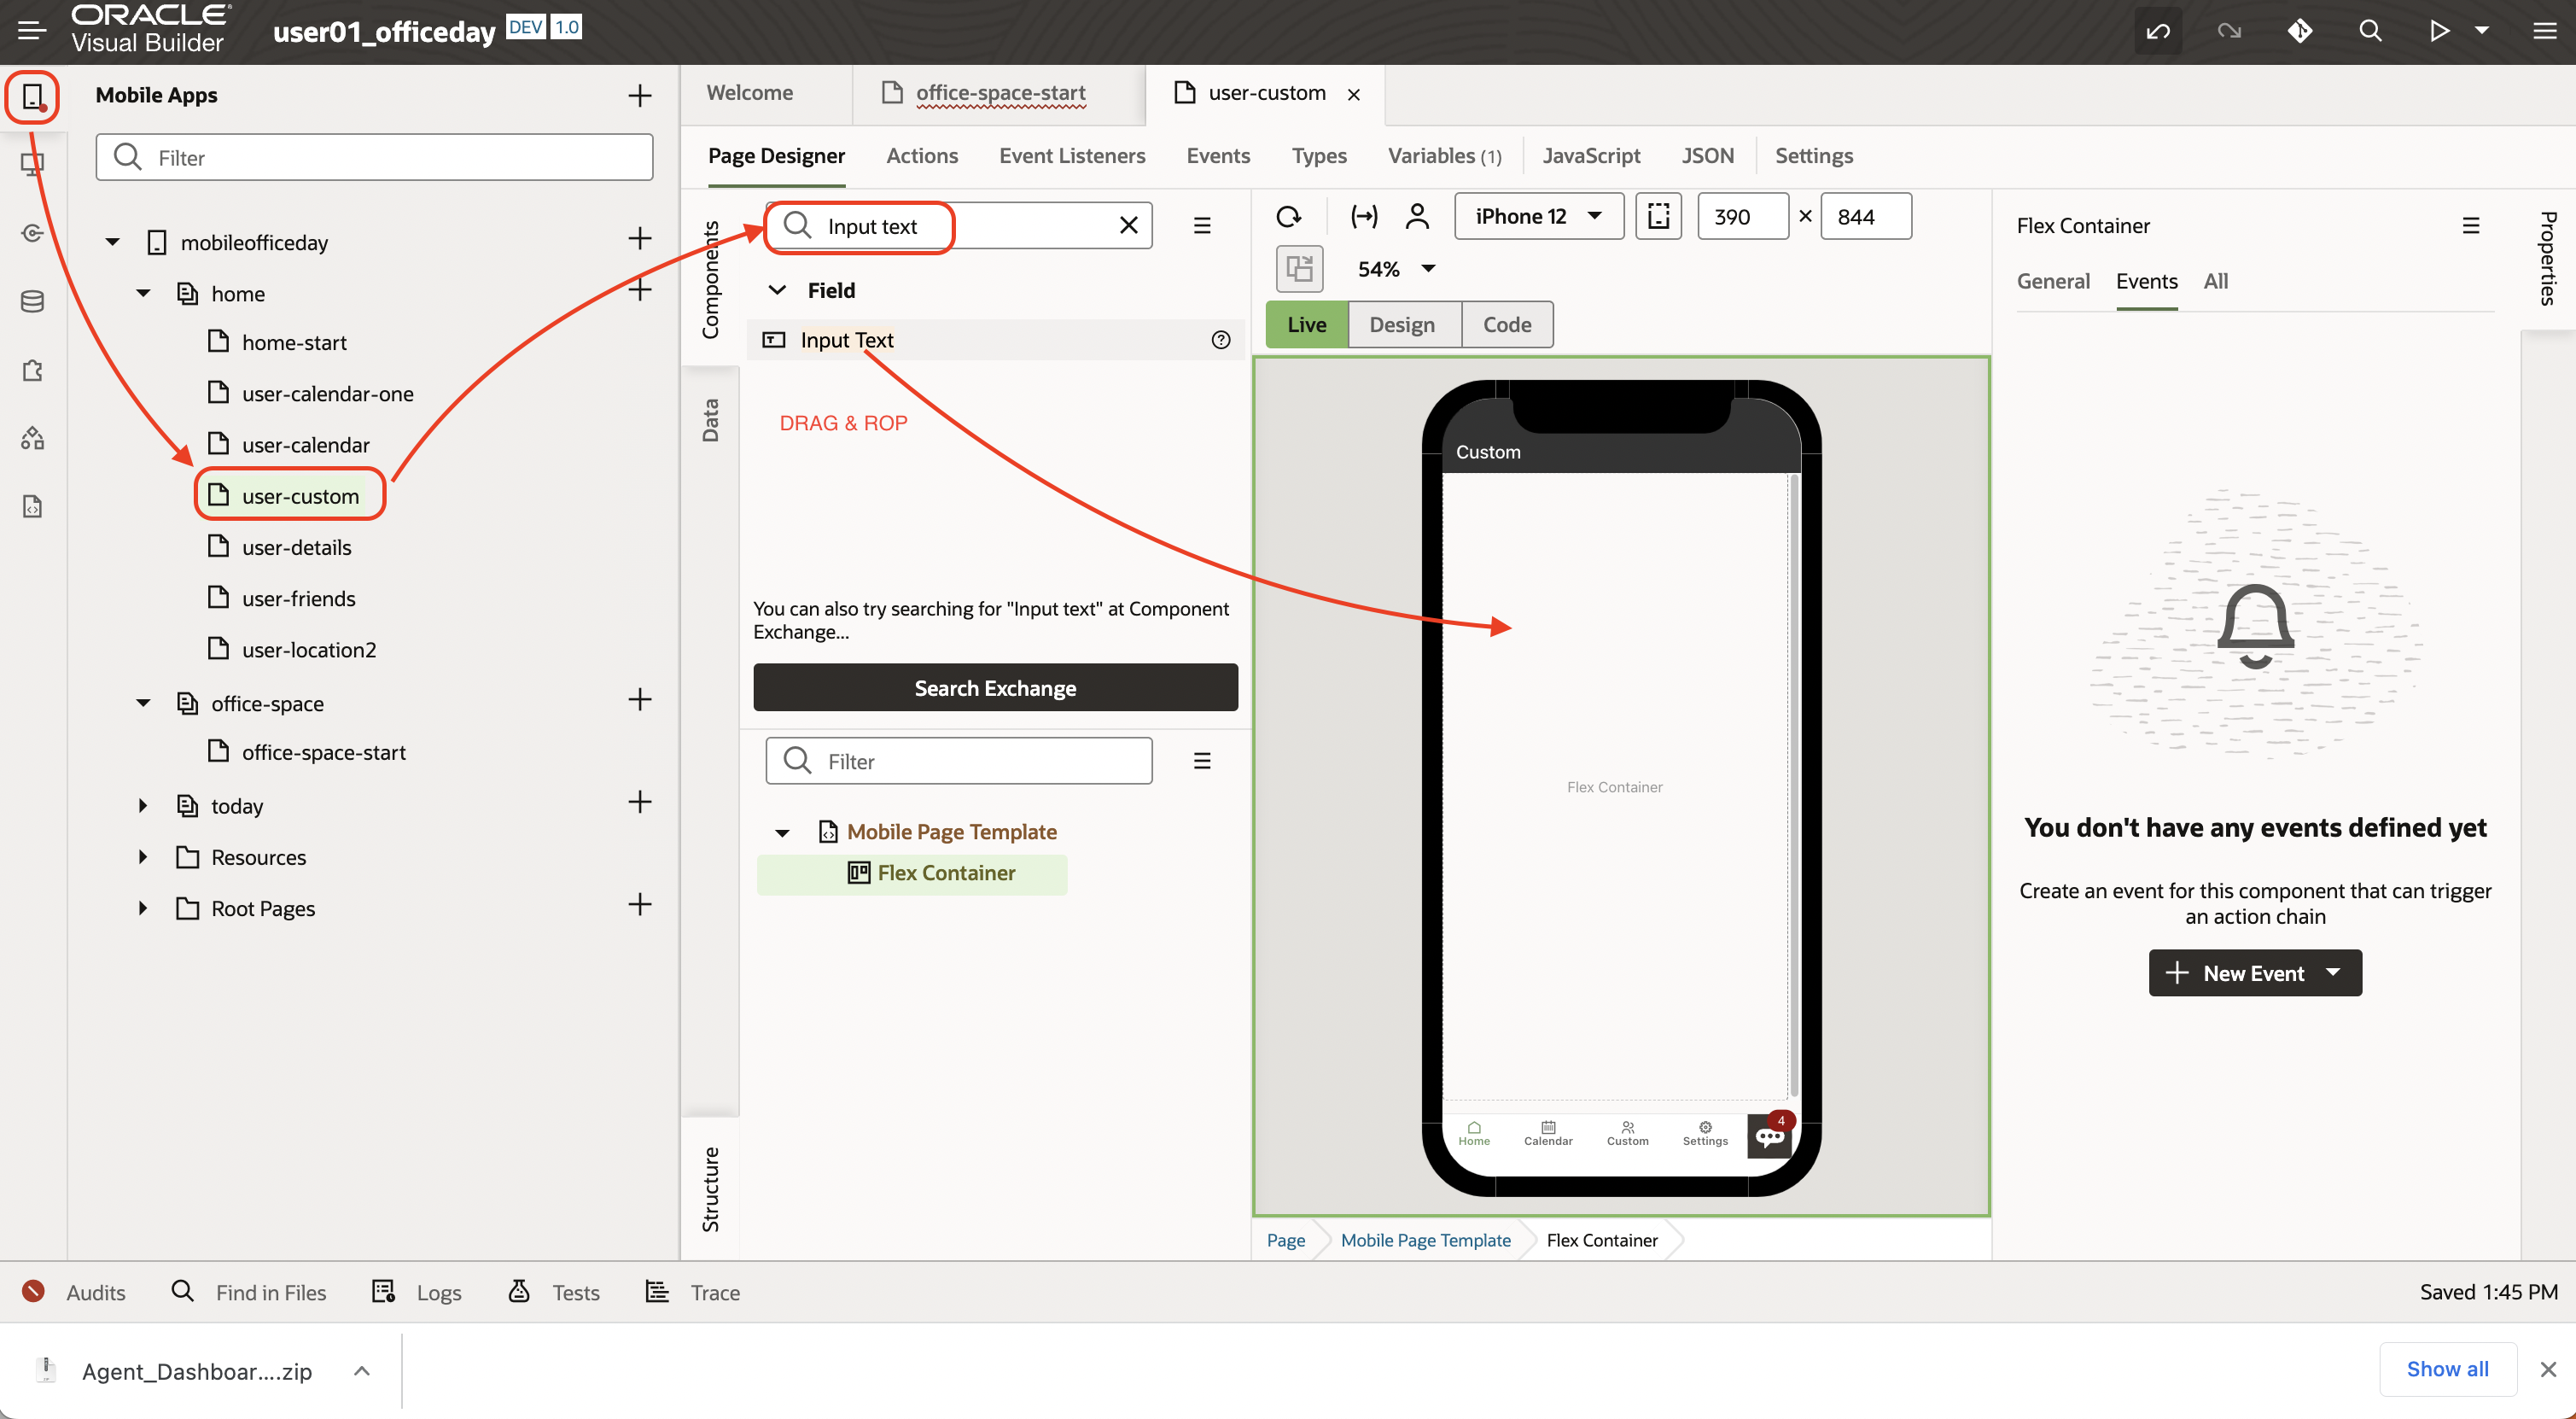 ORACLE
Visual Builder
user01_officeday DEV 1.0
Mobile Apps
Filter
mobileofficeday
home
home-start
user-calendar-one
user-calendar
user-custom
user-details
user-friends
user-location2
office-space
office-space-start
today
Resources
Root Pages
Welcome
office-space-start
user-custom
Page Designer
Actions
Event Listeners
Events
Types
Variables (1)
JavaScript
JSON
Settings
Components
Data
Structure
Input text
Field
Input Text
DRAG & ROP
You can also try searching for "Input text" at Component
Exchange...
Search Exchange
Filter
Mobile Page Template
Flex Container
iPhone 12
390 × 844
54%
Live
Design
Code
Custom
Flex Container
Home
Calendar
Custom
Settings
4
Page
Mobile Page Template
Flex Container
Flex Container
General
Events
All
Properties
You don't have any events defined yet
Create an event for this component that can trigger
an action chain
New Event
Audits
Find in Files
Logs
Tests
Trace
Saved 1:45 PM
Agent_Dashboar....zip
Show all